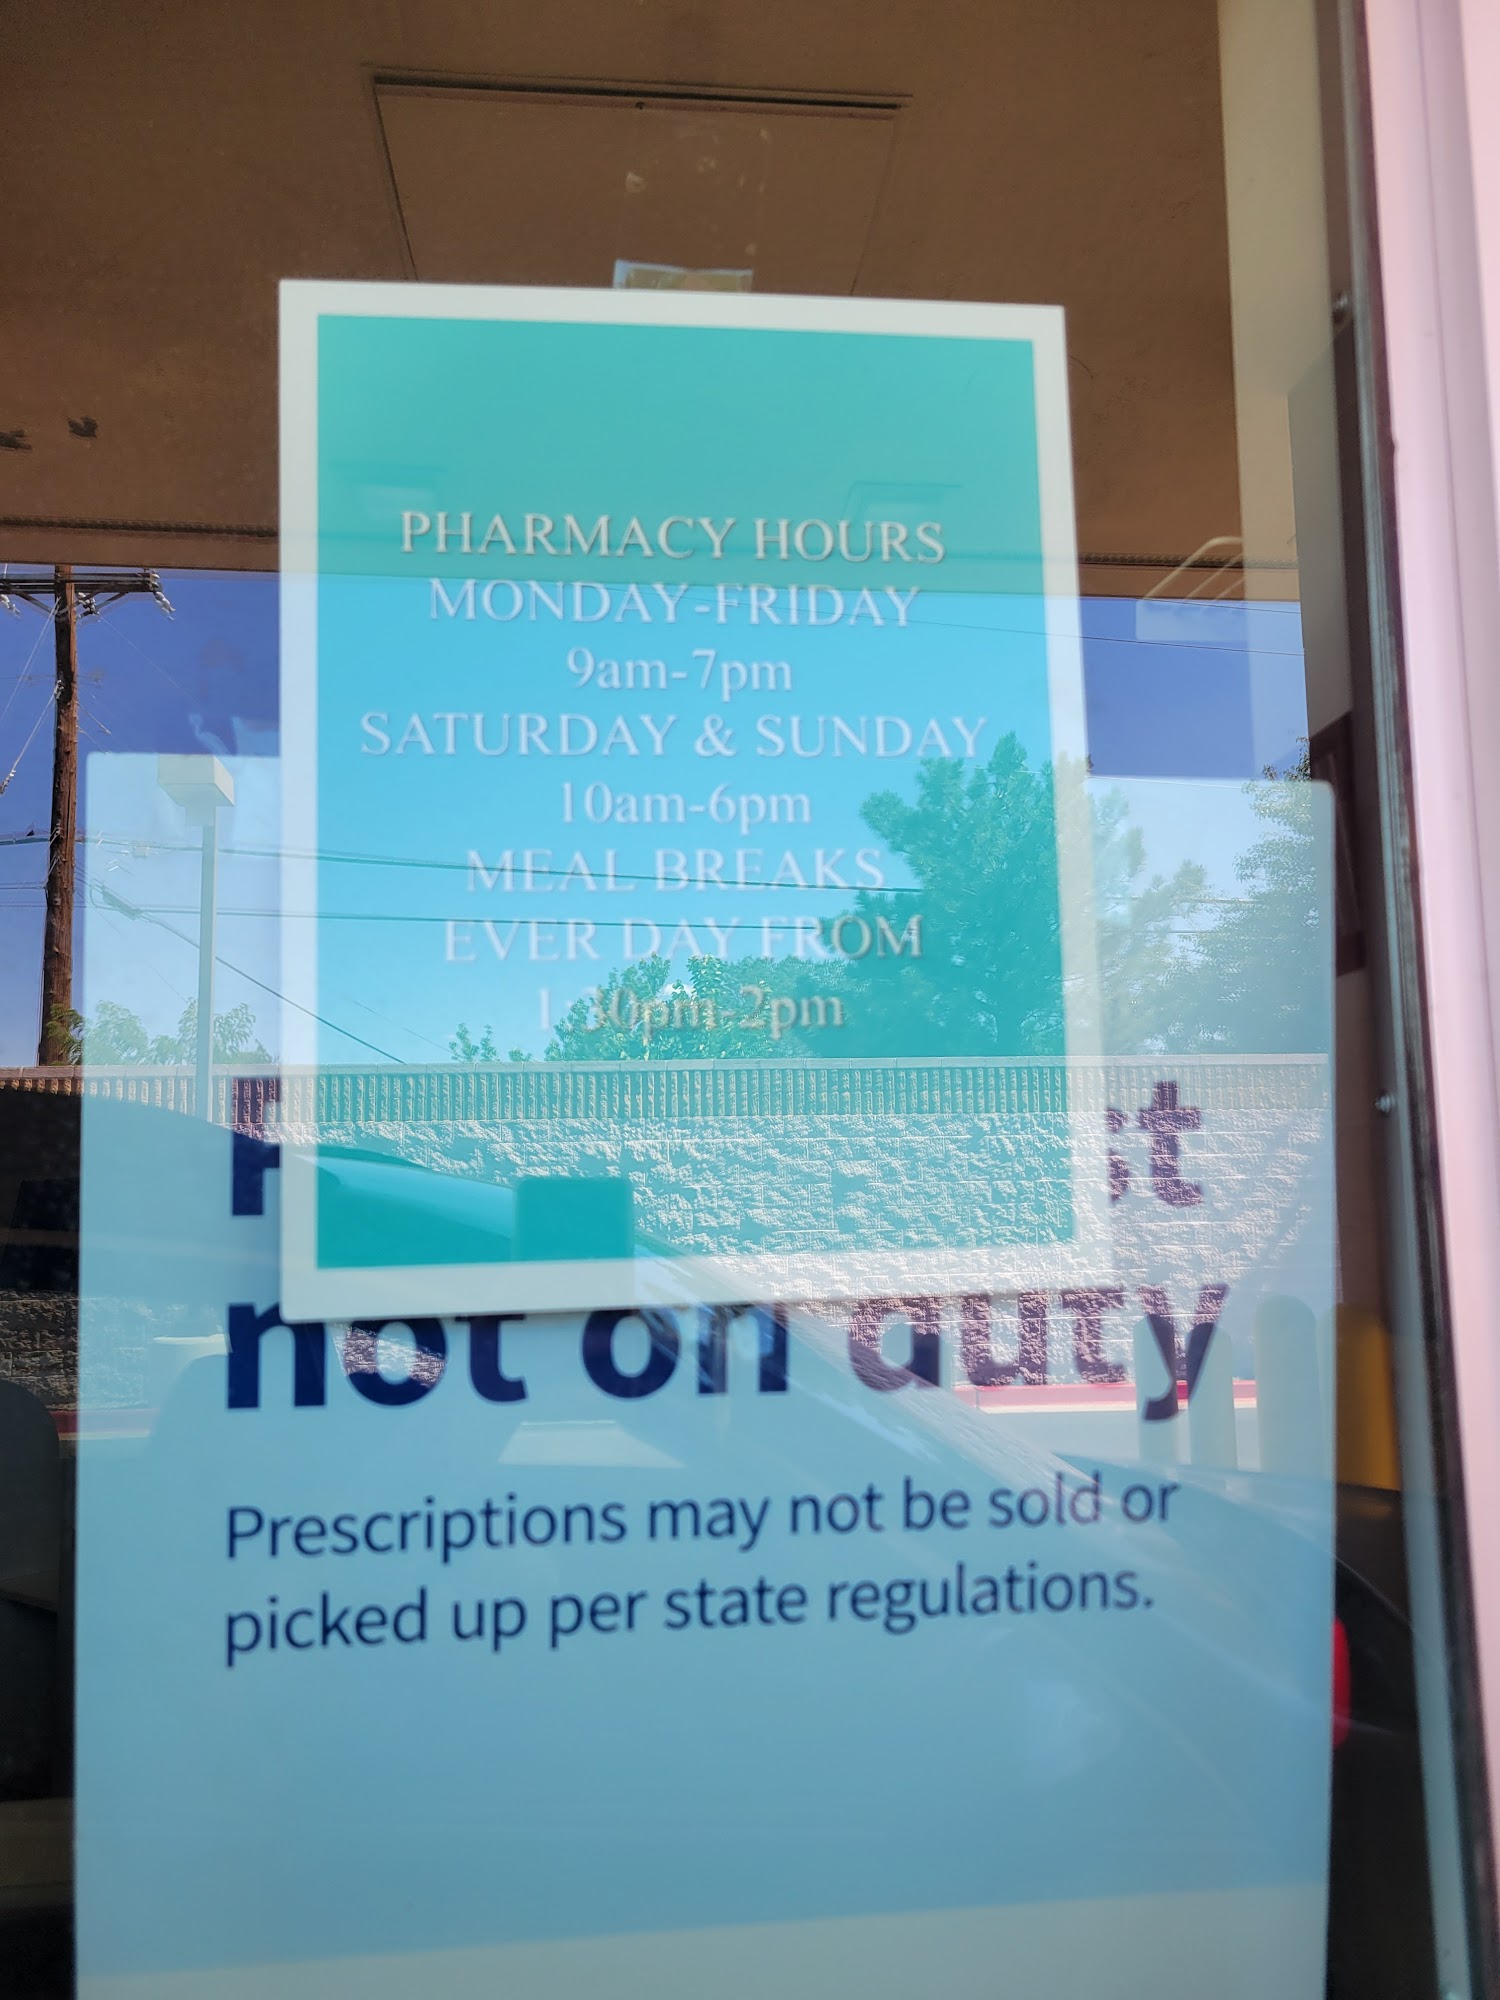 PHARMACY HOURS
MONDAY-FRIDAY
9am-7pm
SATURDAY & SUNDAY
10am-6pm
MEAL BREAKS
EVER DAY FROM
1:30pm-2pm
not on duty
Prescriptions may not be sold or
picked up per state regulations.